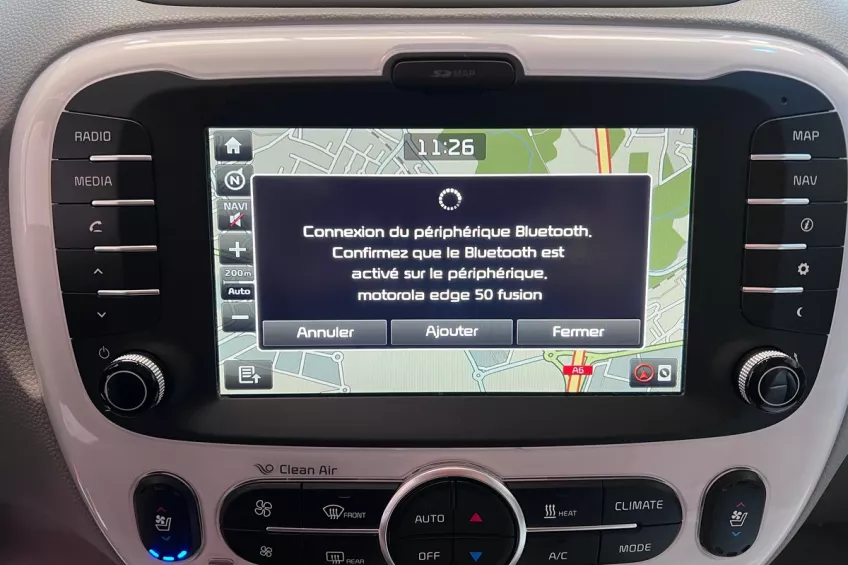 SD MAP
RADIO
MEDIA
MAP
NAV
11:26
N
NAVI
200m
Auto
Connexion du périphérique Bluetooth.
Confirmez que le Bluetooth est
activé sur le périphérique.
motorola edge 50 fusion
Annuler
Ajouter
Fermer
A6
Clean Air
FRONT
REAR
AUTO
OFF
HEAT
A/C
CLIMATE
MODE